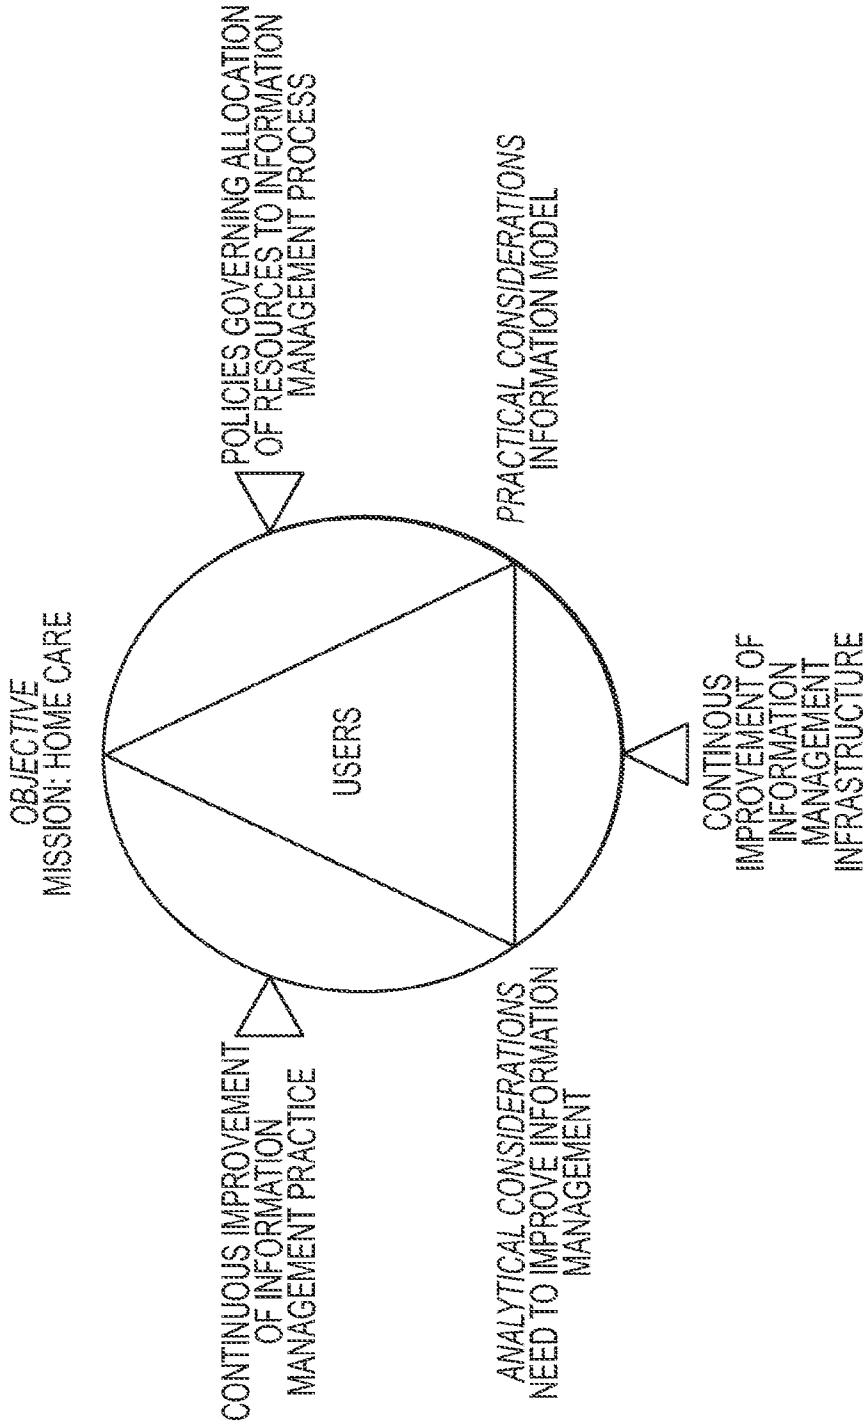 OBJECTIVE
MISSION: HOME CARE
CONTINUOUS IMPROVEMENT
OF INFORMATION
MANAGEMENT PRACTICE
POLICIES GOVERNING ALLOCATION
OF RESOURCES TO INFORMATION
MANAGEMENT PROCESS
USERS
ANALYTICAL CONSIDERATIONS
NEED TO IMPROVE INFORMATION
MANAGEMENT
PRACTICAL CONSIDERATIONS
INFORMATION MODEL
CONTINOUS
IMPROVEMENT OF
INFORMATION
MANAGEMENT
INFRASTRUCTURE